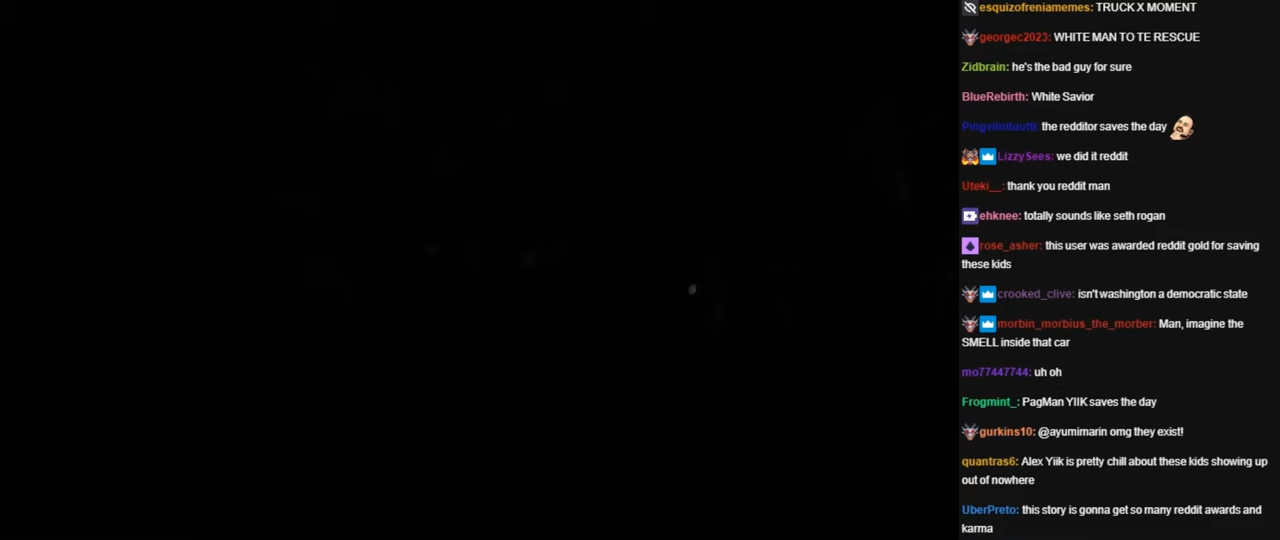 esquizofreniamemes: TRUCK X MOMENT
georgec2023: WHITE MAN TO TE RESCUE
Zidbrain: he's the bad guy for sure
BlueRebirth: White Savior
Pingviinituutti: the redditor saves the day
LizzySees: we did it reddit
Uteki__: thank you reddit man
ehknee: totally sounds like seth rogan
rose_asher: this user was awarded reddit gold for saving
these kids
crooked_clive: isn't washington a democratic state
morbin_morbius_the_morber: Man, imagine the
SMELL inside that car
mo77447744: uh oh
Frogmint_: PagMan YIIK saves the day
gurkins10: @ayumimarin omg they exist!
quantras6: Alex Yiik is pretty chill about these kids showing up
out of nowhere
UberPreto: this story is gonna get so many reddit awards and
karma